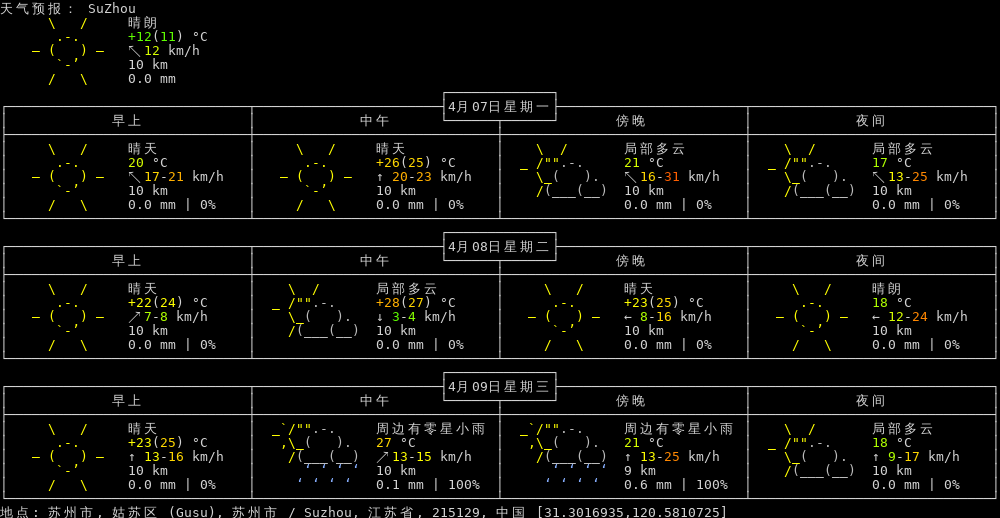 天气预报: SuZhou
晴朗
+12(11) °C
↖ 12 km/h
10 km
0.0 mm
4月07日星期一
早上 中午 傍晚 夜间
晴天 晴天 局部多云 局部多云
20 °C +26(25) °C 21 °C 17 °C
↖ 17-21 km/h ↑ 20-23 km/h ↖ 16-31 km/h ↖ 13-25 km/h
10 km 10 km 10 km 10 km
0.0 mm | 0% 0.0 mm | 0% 0.0 mm | 0% 0.0 mm | 0%
4月08日星期二
早上 中午 傍晚 夜间
晴天 局部多云 晴天 晴朗
+22(24) °C +28(27) °C +23(25) °C 18 °C
↗ 7-8 km/h ↓ 3-4 km/h ← 8-16 km/h ← 12-24 km/h
10 km 10 km 10 km 10 km
0.0 mm | 0% 0.0 mm | 0% 0.0 mm | 0% 0.0 mm | 0%
4月09日星期三
早上 中午 傍晚 夜间
晴天 周边有零星小雨 周边有零星小雨 局部多云
+23(25) °C 27 °C 21 °C 18 °C
↑ 13-16 km/h ↗ 13-15 km/h ↑ 13-25 km/h ↑ 9-17 km/h
10 km 10 km 9 km 10 km
0.0 mm | 0% 0.1 mm | 100% 0.6 mm | 100% 0.0 mm | 0%
地点: 苏州市, 姑苏区 (Gusu), 苏州市 / Suzhou, 江苏省, 215129, 中国 [31.3016935,120.5810725]